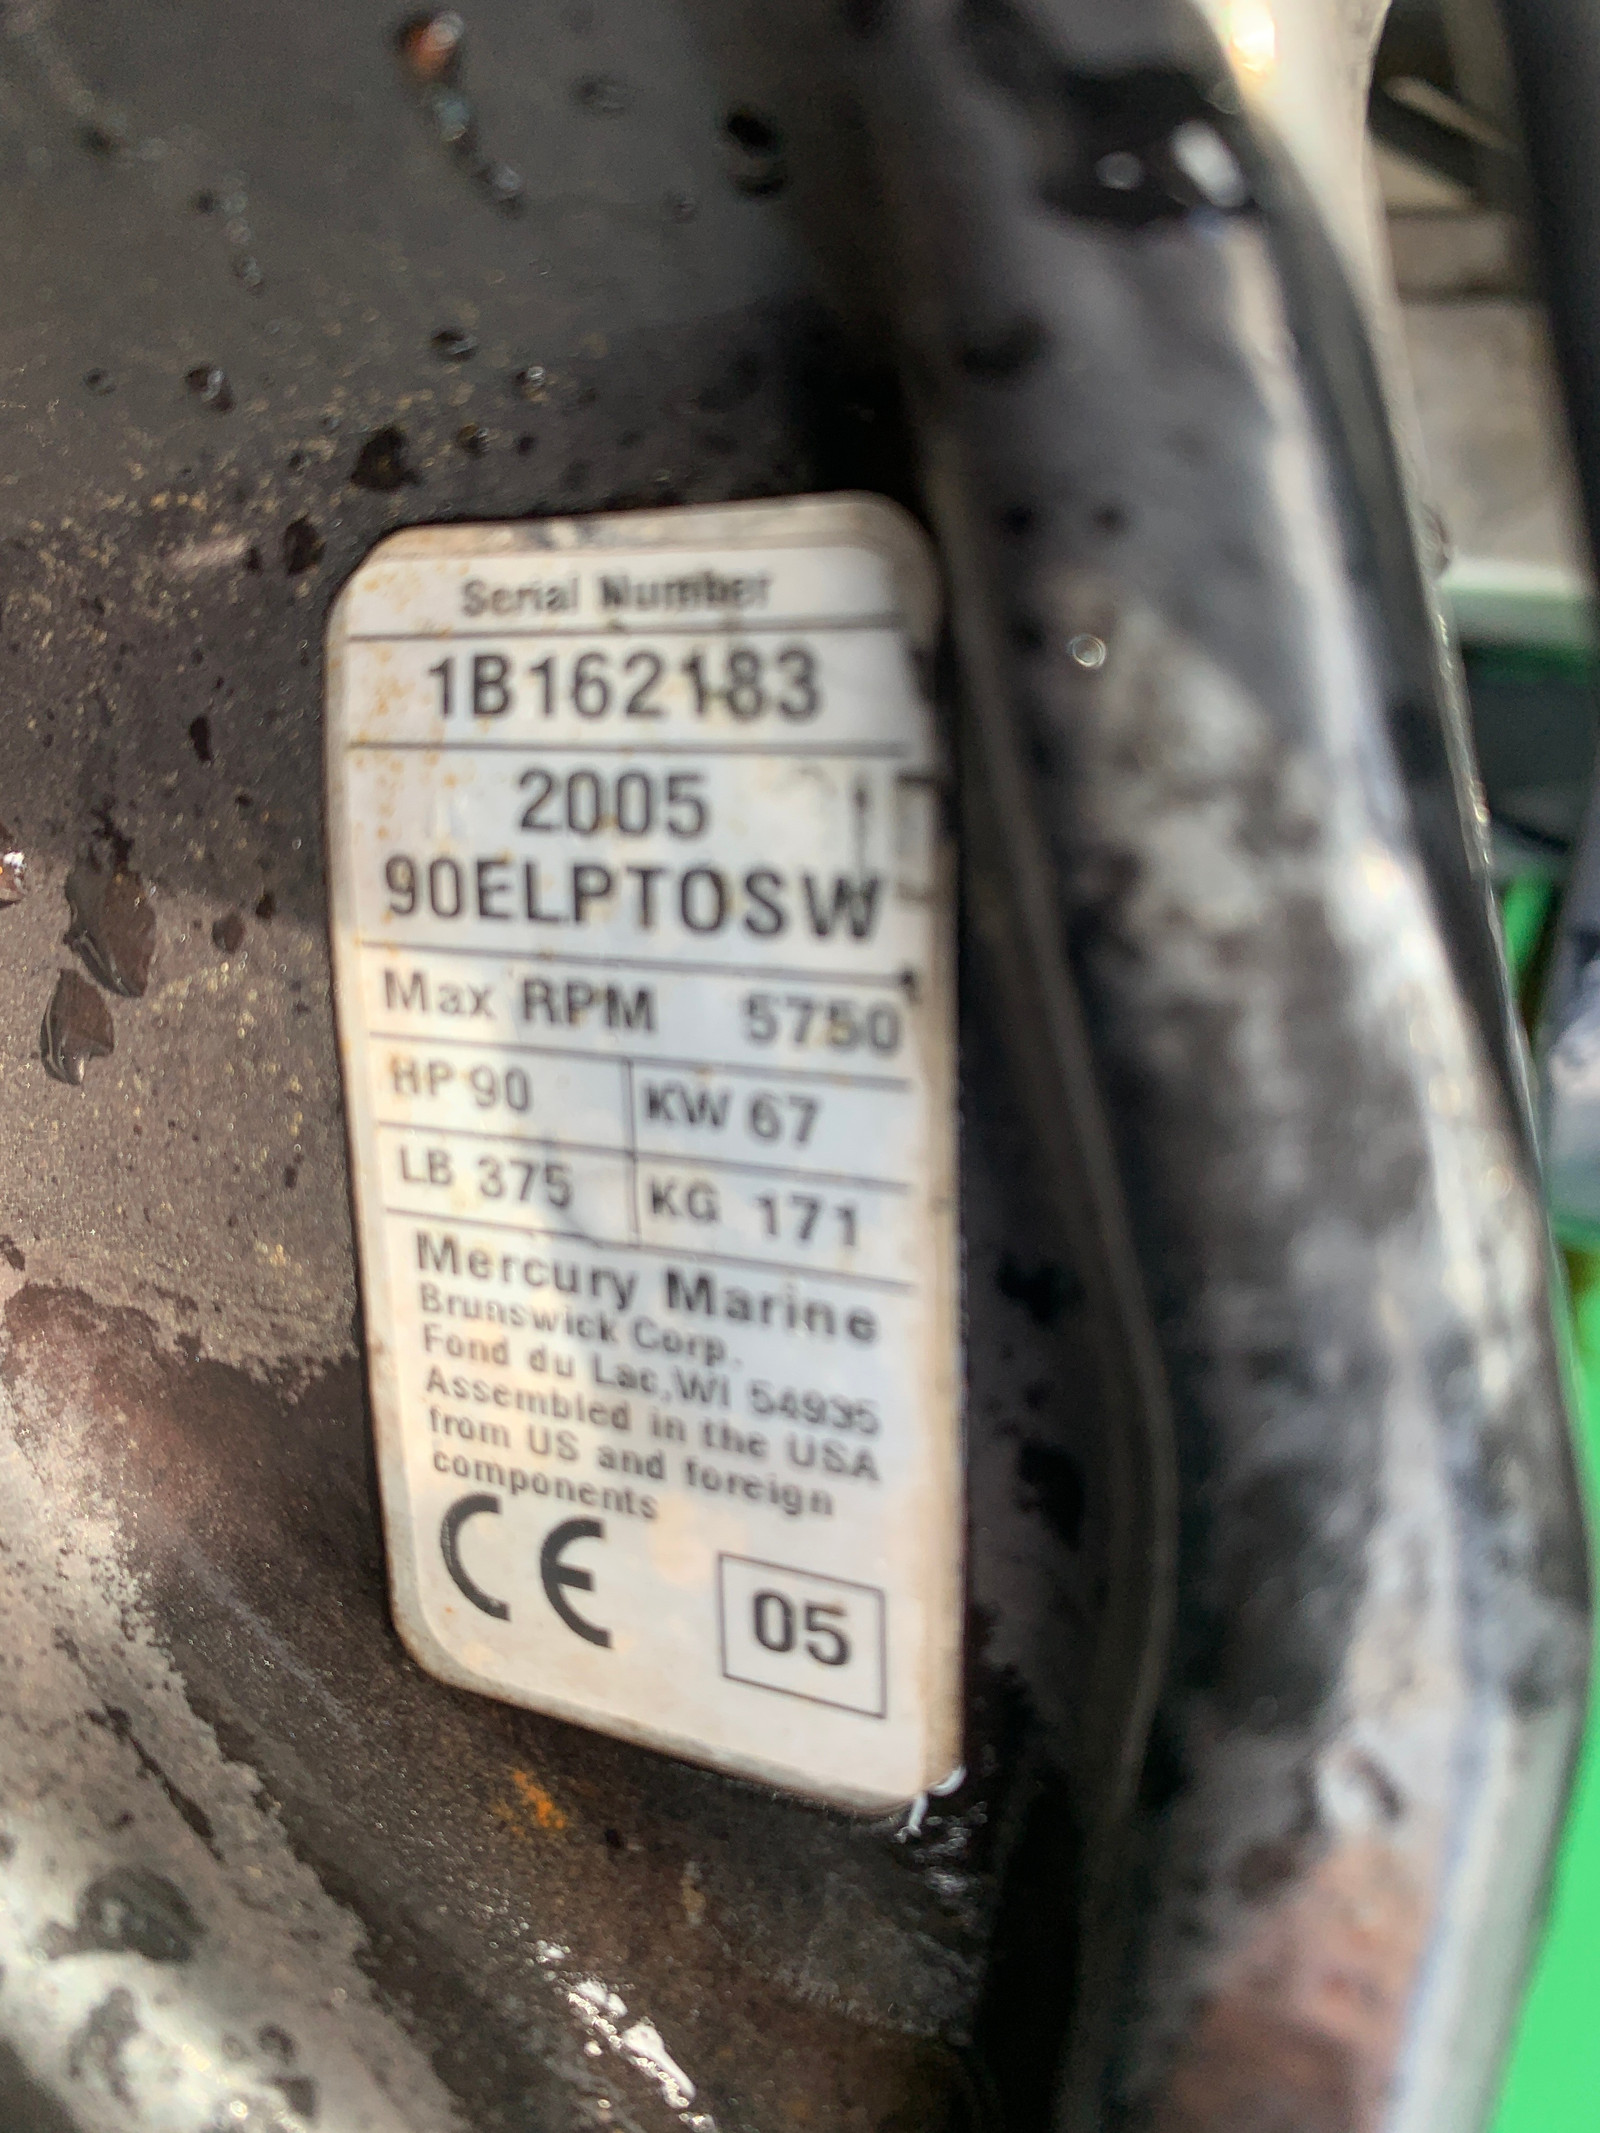 Serial Number
1B162183
2005
90ELPTOSW
Max RPM 5750
HP 90 KW 67
LB 375 KG 171
Mercury Marine
Brunswick Corp.
Fond du Lac,WI 54935
Assembled in the USA
from US and foreign
components
CE 05